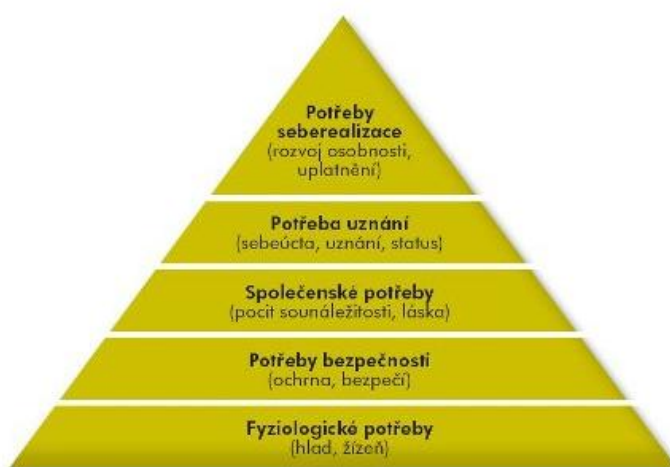 Potřeby
seberealizace
(rozvoj osobnosti,
uplatnění)
Potřeba uznání
(sebeúcta, uznání, status)
Společenské potřeby
(pocit sounáležitosti, láska)
Potřeby bezpečností
(ochrna, bezpečí)
Fyziologické potřeby
(hlad, žízeň)